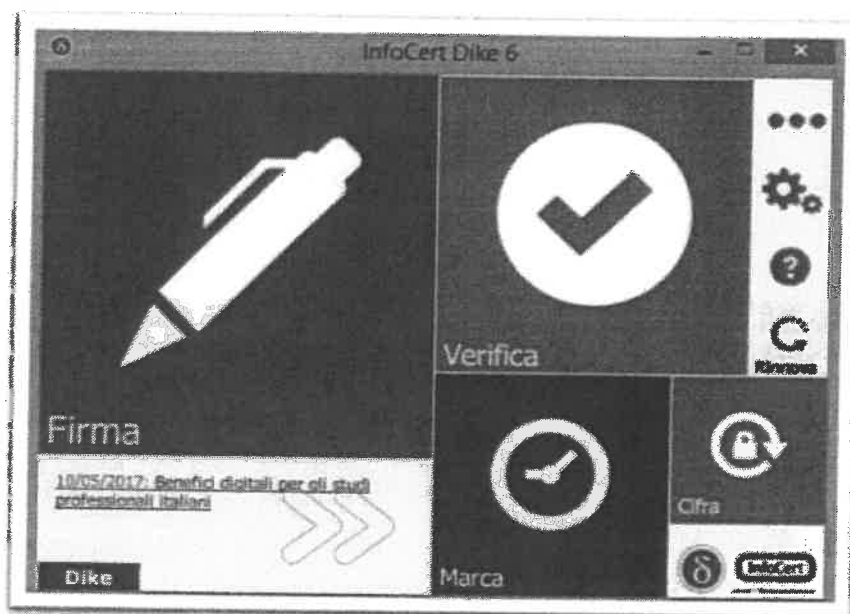 InfoCert Dike 6
Firma
Verifica
Rinnova
10/05/2017: Benefici digitali per gli studi
professionali italiani
Dike
Marca
Cifra
δ InfoCert